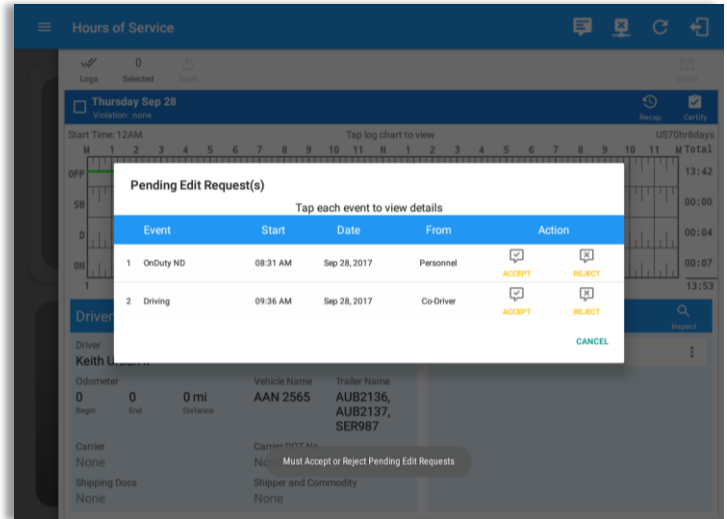 Hours of Service
Logs
0
Selected
Reset
Email
Thursday Sep 28
Violation: none
Recap
Certify
Start Time: 12AM Tap log chart to view US70hr8days
M 1 2 3 4 5 6 7 8 9 10 11 N 1 2 3 4 5 6 7 8 9 10 11 M Total
OFF 13:42
SB 00:00
D 00:04
ON 00:07
1 13:53
Pending Edit Request(s)
Tap each event to view details
Event Start Date From Action
1 OnDuty ND 08:31 AM Sep 28, 2017 Personnel ACCEPT REJECT
2 Driving 09:36 AM Sep 28, 2017 Co-Driver ACCEPT REJECT
CANCEL
Driver
Inspect
Driver
Keith
Odometer Vehicle Name Trailer Name
0 0 0 mi AAN 2565 AUB2136,
Begin End Distance AUB2137,
SER987
Carrier Carrier DOT No
None
Must Accept or Reject Pending Edit Requests
Shipping Docs Shipper and Commodity
None None